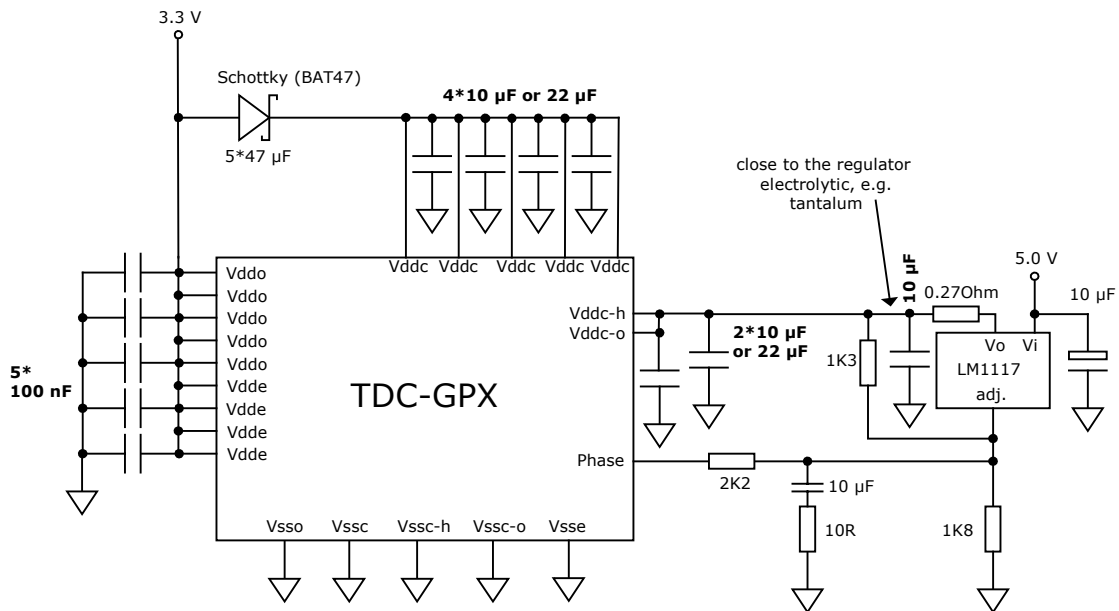 3.3 V
Schottky (BAT47)
5*47 µF
4*10 µF or 22 µF
close to the regulator
electrolytic, e.g.
tantalum
Vddc Vddc Vddc Vddc Vddc
Vddo
Vddo
Vddo
Vddo
Vddo
Vdde
Vdde
Vdde
Vdde
5*
100 nF
TDC-GPX
Vddc-h
Vddc-o
Phase
Vsso Vssc Vssc-h Vssc-o Vsse
2*10 µF
or 22 µF
10 µF
0.27Ohm
5.0 V
10 µF
1K3
Vo Vi
LM1117
adj.
2K2
10 µF
10R
1K8